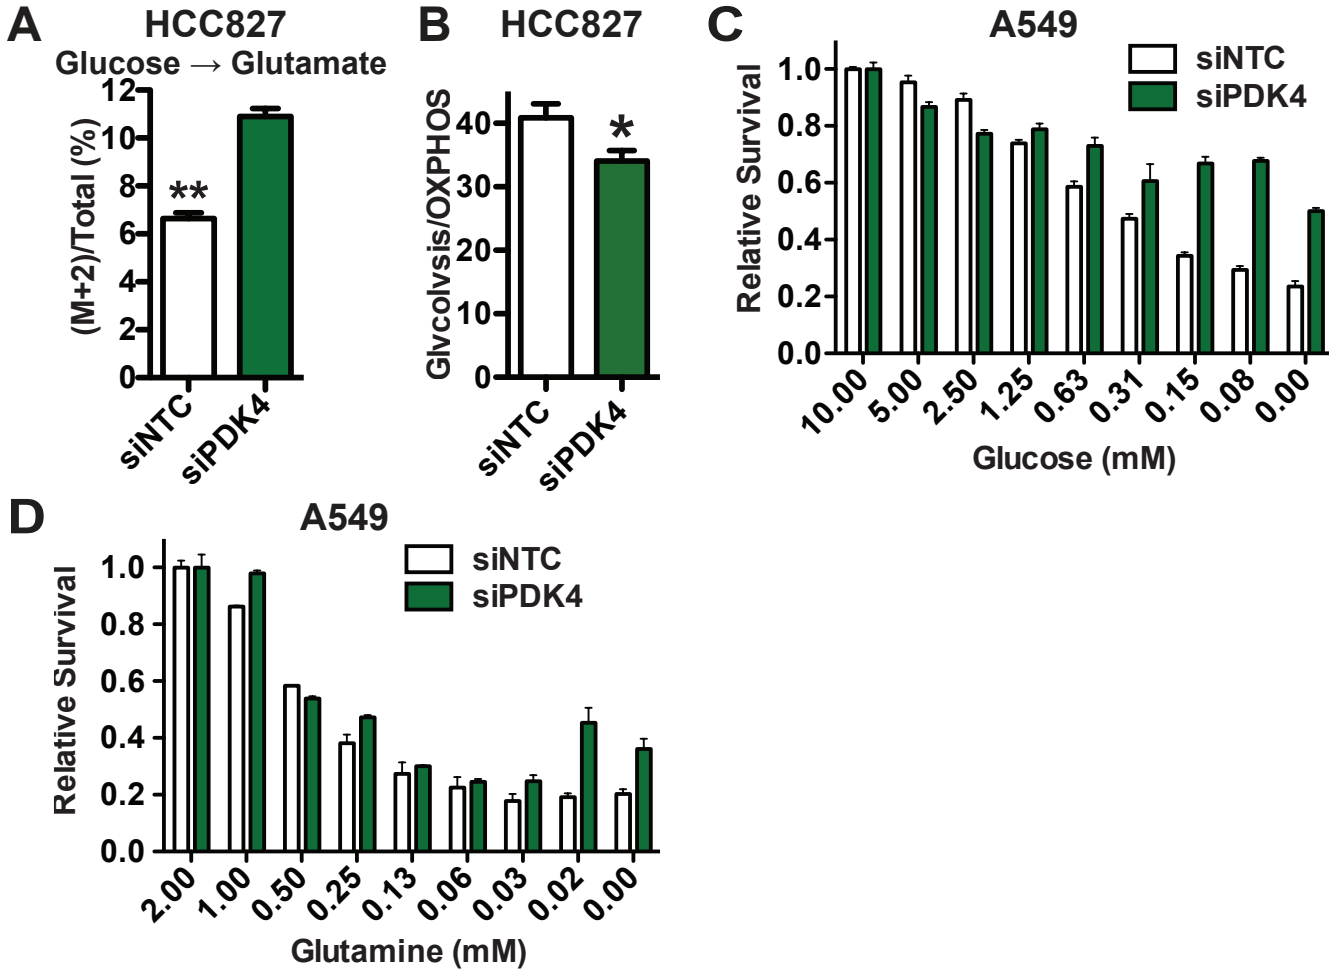 A
HCC827
Glucose → Glutamate
(M+2)/Total (%)
12
10
8
6
4
2
0
**
siNTC
siPDK4
B
HCC827
Glycolysis/OXPHOS
40
30
20
10
0
*
siNTC
siPDK4
C
A549
siNTC
siPDK4
Relative Survival
1.0
0.8
0.6
0.4
0.2
0.0
10.00
5.00
2.50
1.25
0.63
0.31
0.15
0.08
0.00
Glucose (mM)
D
A549
siNTC
siPDK4
Relative Survival
1.0
0.8
0.6
0.4
0.2
0.0
2.00
1.00
0.50
0.25
0.13
0.06
0.03
0.02
0.00
Glutamine (mM)